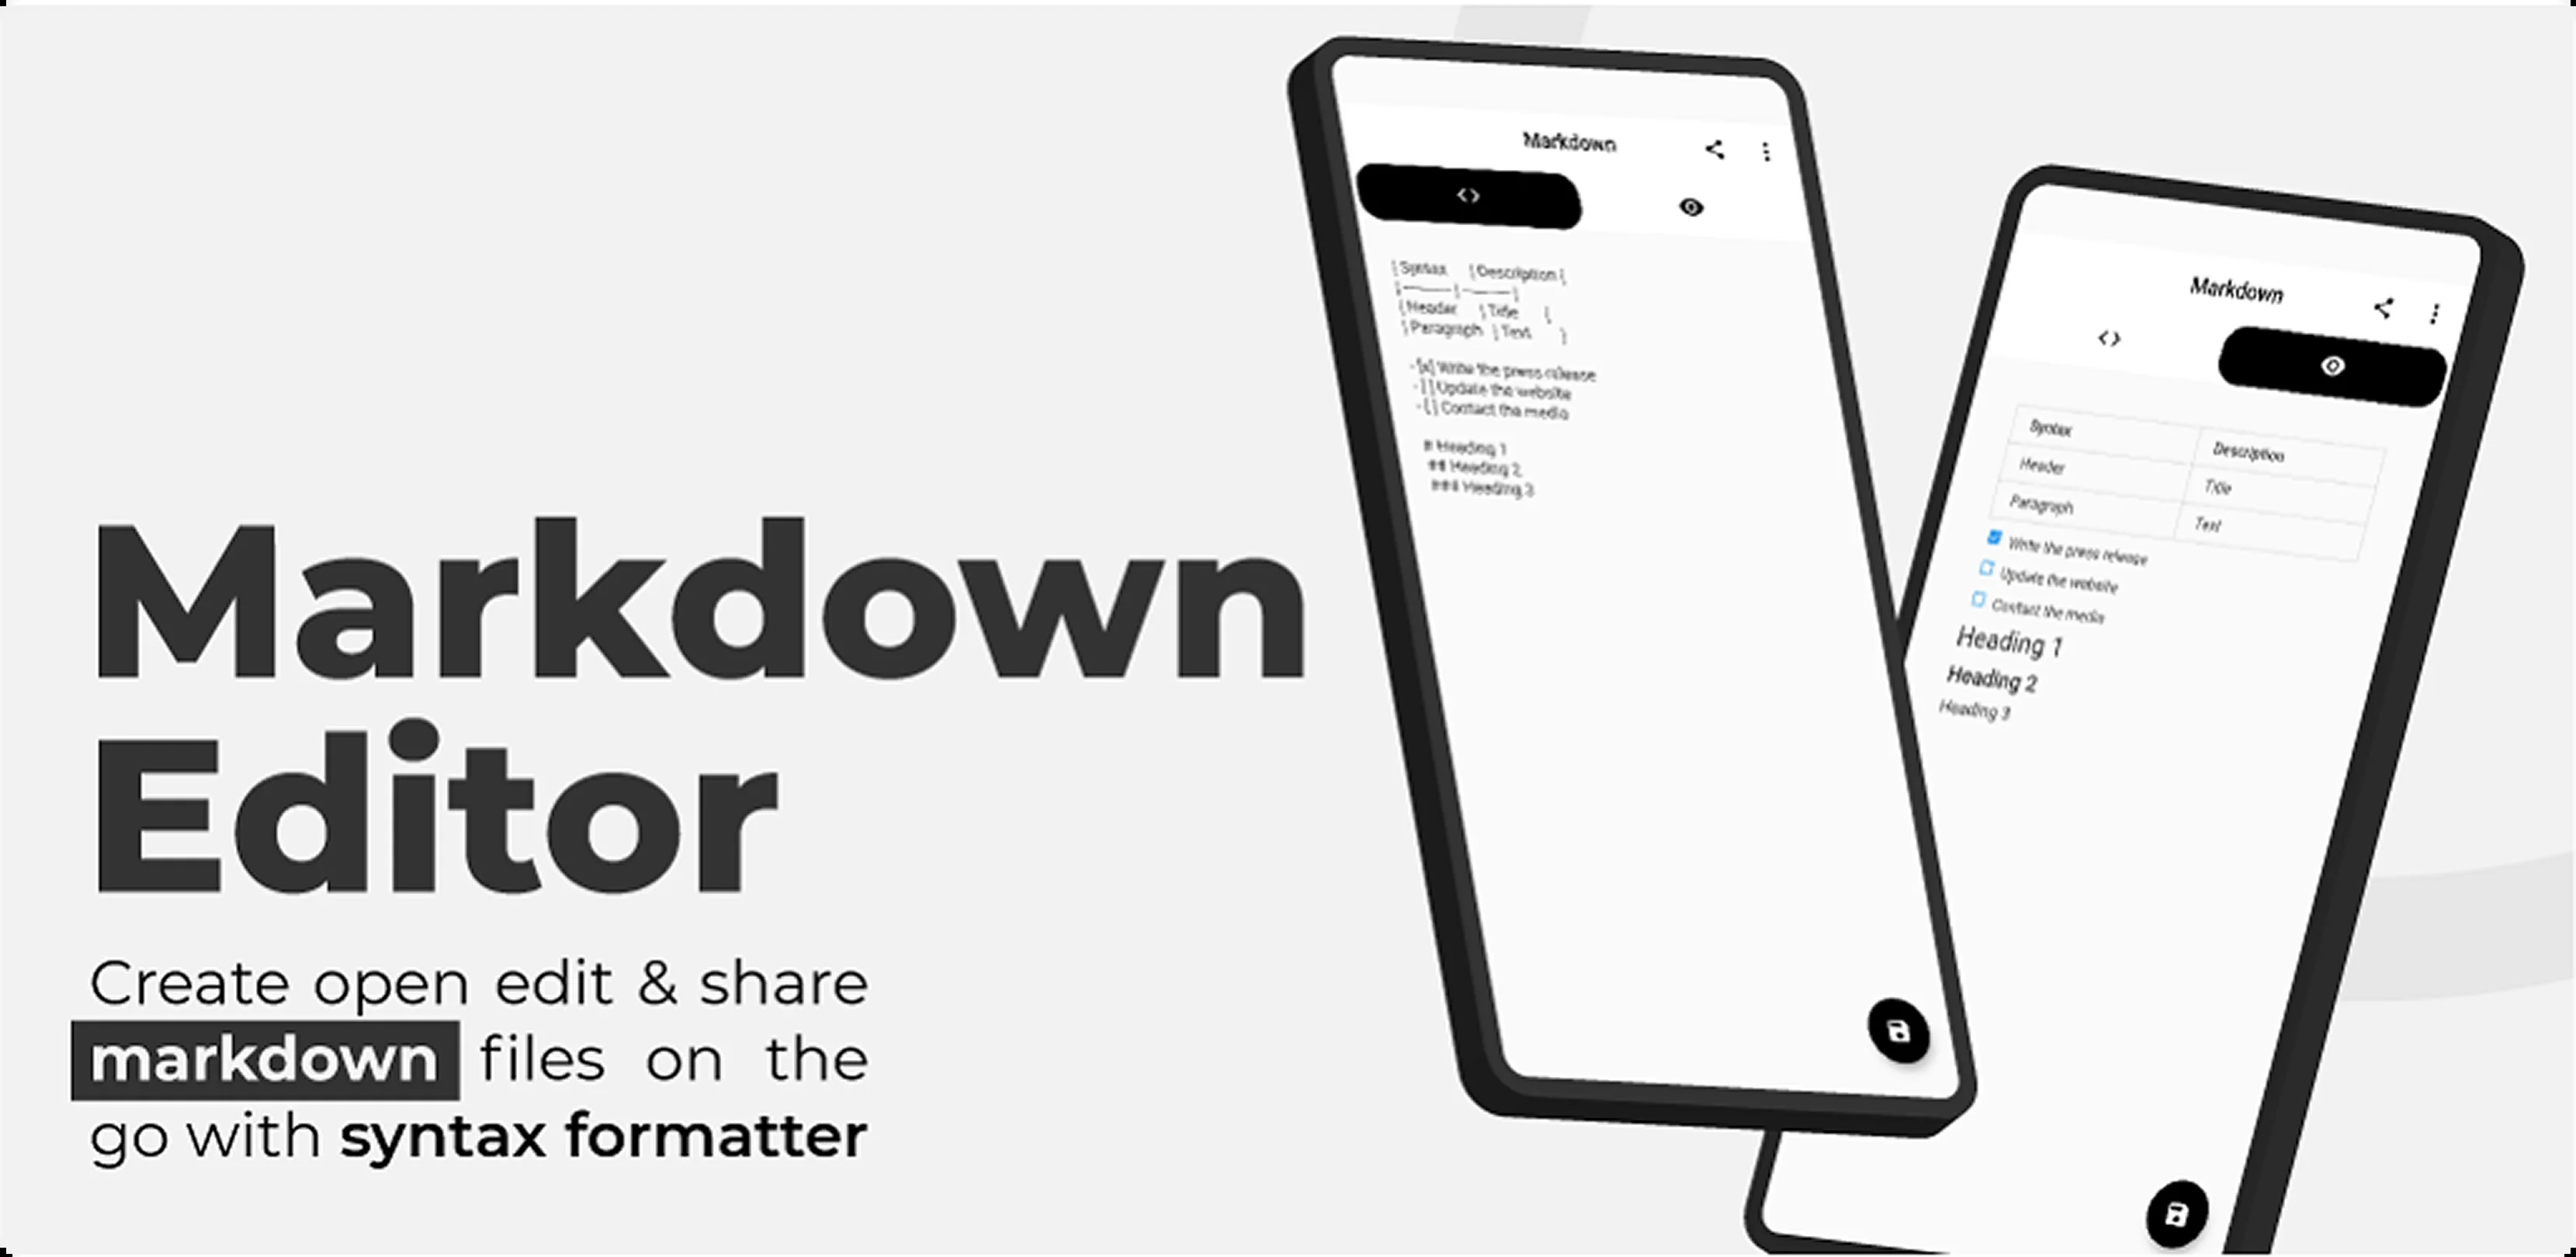 Markdown
Editor
Create open edit & share
markdown files on the
go with syntax formatter
Markdown
<>
| Syntax | Description |
|--------|--------|
| Header | Title |
| Paragraph | Text |
- [x] Write the press release
- [ ] Update the website
- [ ] Contact the media
# Heading 1
## Heading 2
### Heading 3
Markdown
<>
Syntax Description
Header Title
Paragraph Text
Write the press release
Update the website
Contact the media
Heading 1
Heading 2
Heading 3